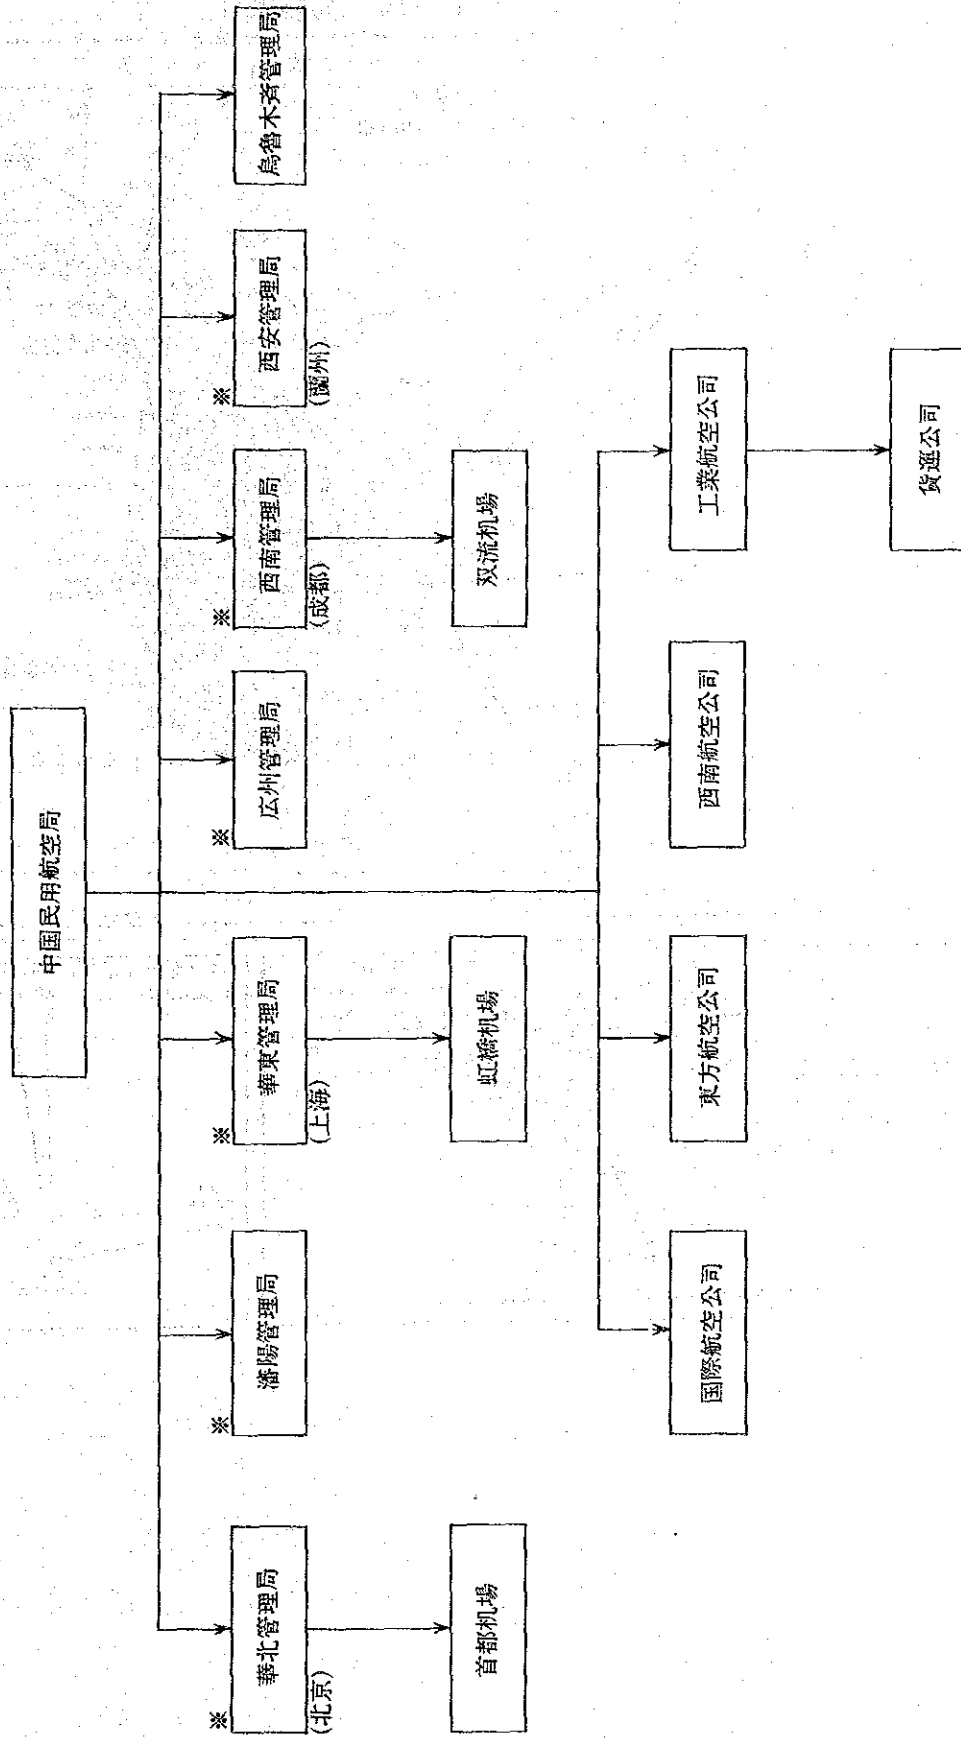 中国民用航空局
※ ※ ※ ※ ※ ※
華北管理局 瀋陽管理局 華東管理局 広州管理局 西南管理局 西安管理局 烏魯木斉管理局
(北京) (上海) (成都) (蘭州)
首都机場 虹橋机場 双流机場
国際航空公司 東方航空公司 西南航空公司 工業航空公司
貨運公司